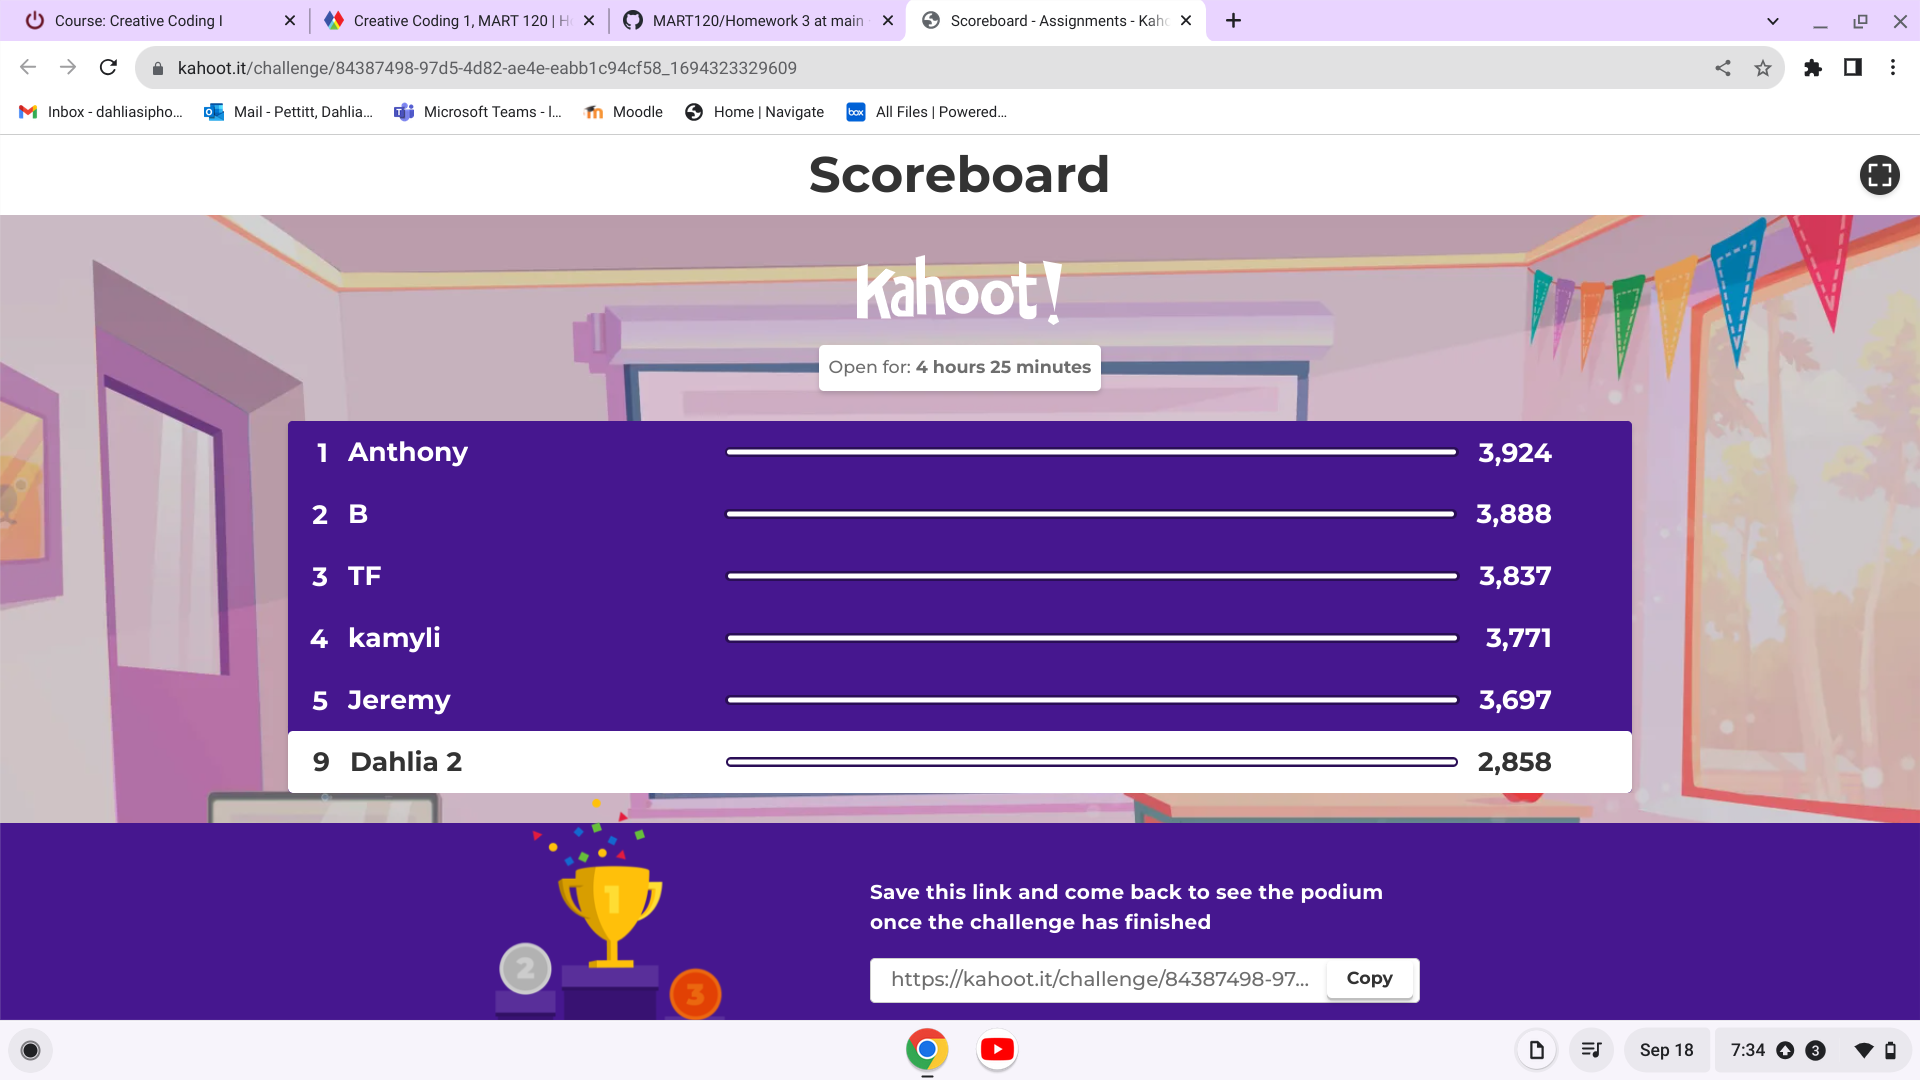 Course: Creative Coding I
Creative Coding 1, MART 120 | H
MART120/Homework 3 at main
Scoreboard - Assignments - Kaho
kahoot.it/challenge/84387498-97d5-4d82-ae4e-eabb1c94cf58_1694323329609
Inbox - dahliasipho...
Mail - Pettitt, Dahlia...
Microsoft Teams - l...
Moodle
Home | Navigate
box
All Files | Powered...
Scoreboard
Kahoot!
Open for: 4 hours 25 minutes
1 Anthony 3,924
2 B 3,888
3 TF 3,837
4 kamyli 3,771
5 Jeremy 3,697
9 Dahlia 2 2,858
1
2
3
Save this link and come back to see the podium
once the challenge has finished
https://kahoot.it/challenge/84387498-97... Copy
Sep 18
7:34
3